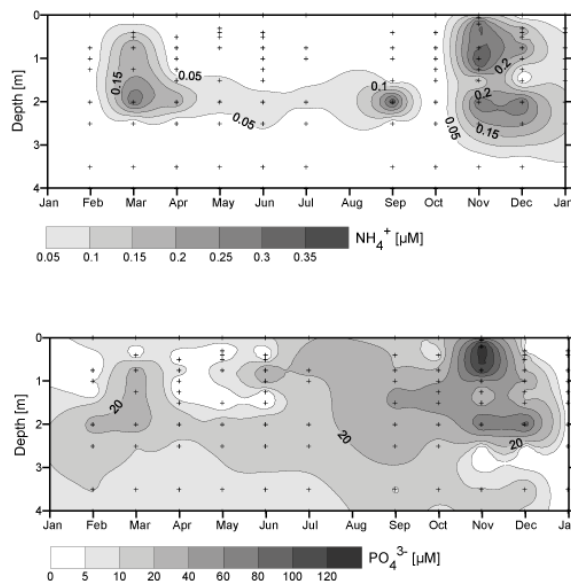 0
1
2
3
4
Depth [m]
0.15
0.05
0.05
0.1
0.2
0.2
0.05
0.15
Jan Feb Mar Apr May Jun Jul Aug Sep Oct Nov Dec Jan
0.05 0.1 0.15 0.2 0.25 0.3 0.35
NH₄⁺ [µM]
0
1
2
3
4
Depth [m]
20
20
20
Jan Feb Mar Apr May Jun Jul Aug Sep Oct Nov Dec Jan
0 5 10 20 40 60 80 100 120
PO₄³⁻ [µM]